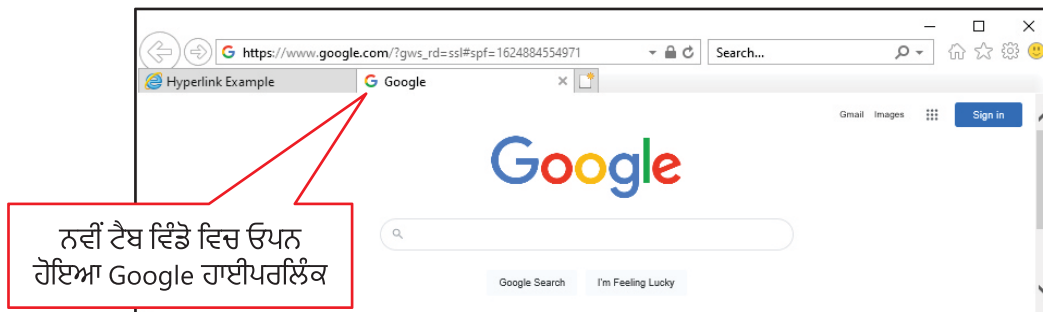 https://www.google.com/?gws_rd=ssl#spf=1624884554971
Search...
Hyperlink Example
Google
Gmail Images
Sign in
Google
ਨਵੀਂ ਟੈਬ ਵਿੰਡੋ ਵਿਚ ਓਪਨ
ਹੋਇਆ Google ਹਾਈਪਰਲਿੰਕ
Google Search
I'm Feeling Lucky